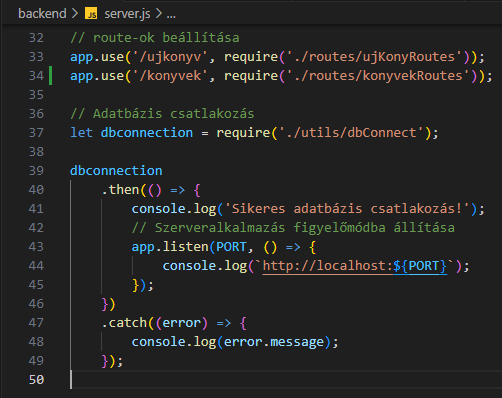 backend > JS server.js > ...
32 // route-ok beállítása
33 app.use('/ujkonyv', require('./routes/ujKonyRoutes'));
34 app.use('/konyvek', require('./routes/konyvekRoutes'));
35
36 // Adatbázis csatlakozás
37 let dbconnection = require('./utils/dbConnect');
38
39 dbconnection
40     .then(() => {
41         console.log('Sikeres adatbázis csatlakozás!');
42         // Szerveralkalmazás figyelőmódba állítása
43         app.listen(PORT, () => {
44             console.log(`http://localhost:${PORT}`);
45         });
46     })
47     .catch((error) => {
48         console.log(error.message);
49     });
50